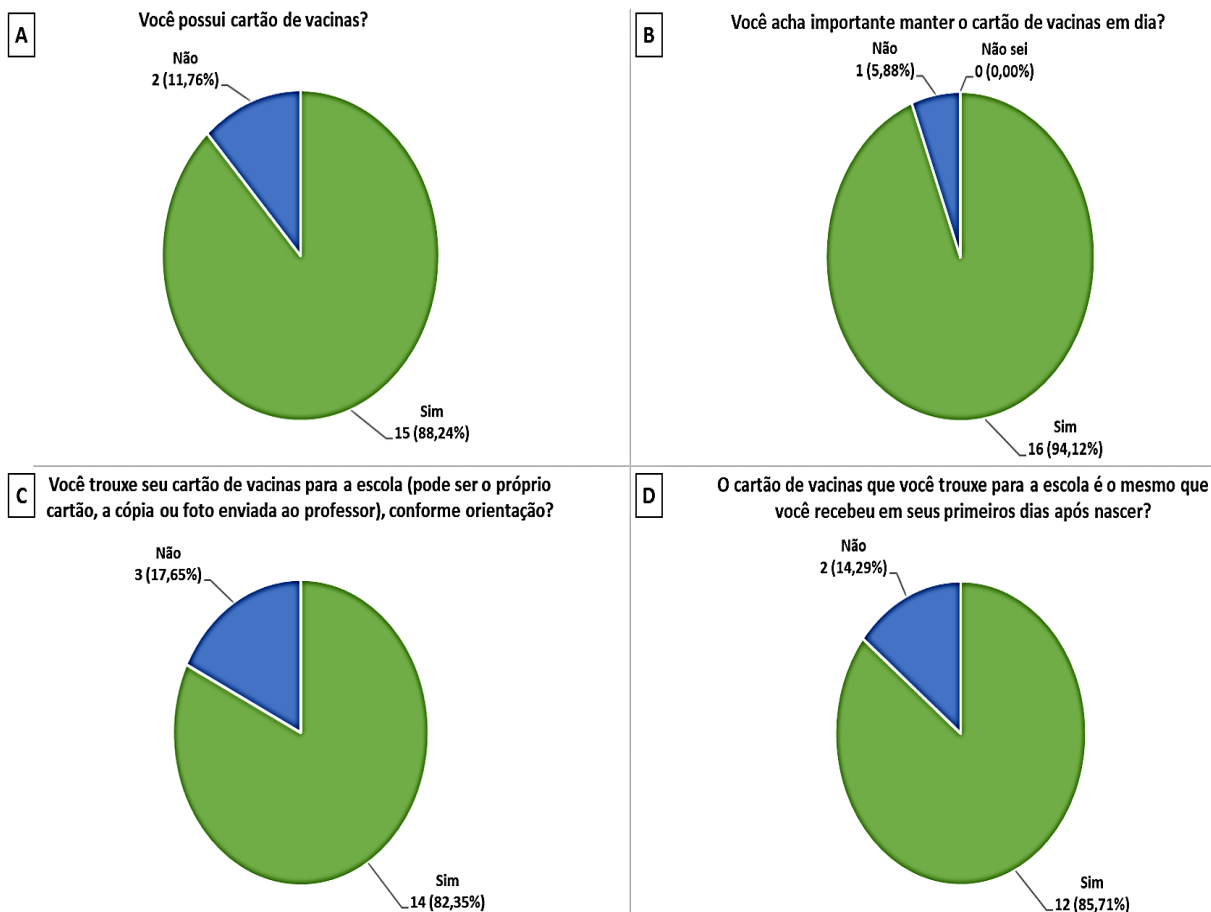 A
Você possui cartão de vacinas?
Não
2 (11,76%)
Sim
15 (88,24%)
B
Você acha importante manter o cartão de vacinas em dia?
Não
1 (5,88%)
Não sei
0 (0,00%)
Sim
16 (94,12%)
C
Você trouxe seu cartão de vacinas para a escola (pode ser o próprio
cartão, a cópia ou foto enviada ao professor), conforme orientação?
Não
3 (17,65%)
Sim
14 (82,35%)
D
O cartão de vacinas que você trouxe para a escola é o mesmo que
você recebeu em seus primeiros dias após nascer?
Não
2 (14,29%)
Sim
12 (85,71%)